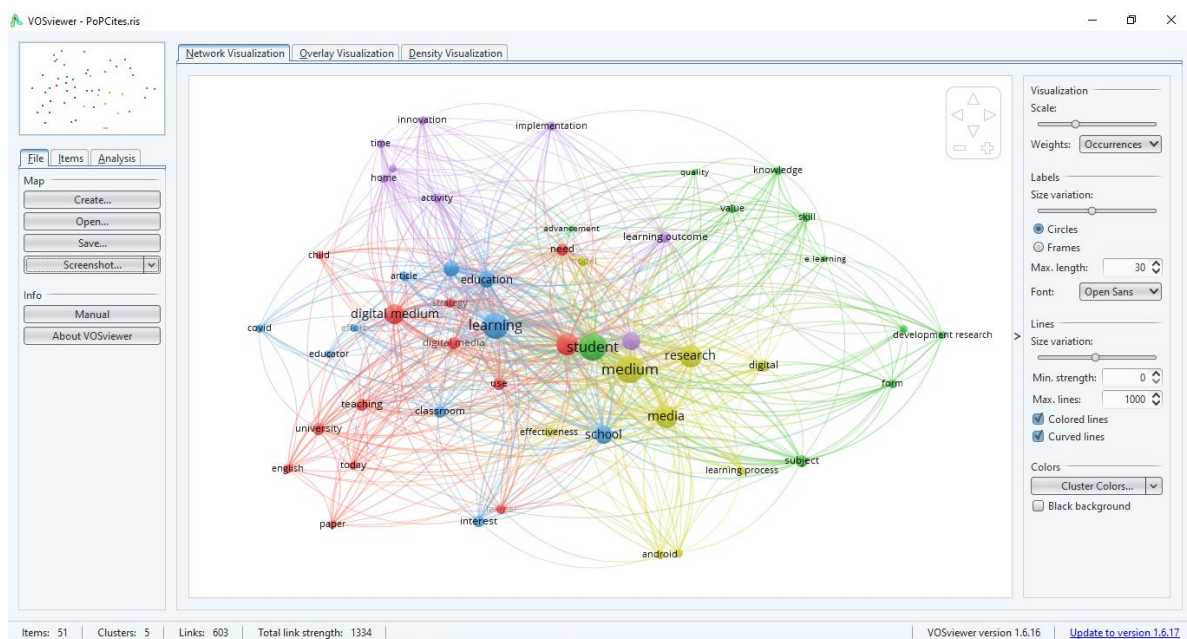 VOSviewer - PoPCites.ris
Network Visualization Overlay Visualization Density Visualization
File Items Analysis
Map
Create...
Open...
Save...
Screenshot...
Info
Manual
About VOSviewer
innovation
implementation
time
home
quality
knowledge
activity
value
skill
advancement
learning outcome
need
model
child
e learning
article
education
strategy
digital medium
learning
covid
effort
digital media
student
development research
educator
research
medium
digital
use
form
teaching
classroom
media
university
effectiveness
school
subject
english
today
learning process
paper
interest
android
Visualization
Scale:
Weights: Occurrences
Labels
Size variation:
Circles
Frames
Max. length: 30
Font: Open Sans
>
Lines
Size variation:
Min. strength: 0
Max. lines: 1000
Colored lines
Curved lines
Colors
Cluster Colors...
Black background
Items: 51 Clusters: 5 Links: 603 Total link strength: 1334 VOSviewer version 1.6.16 Update to version 1.6.17